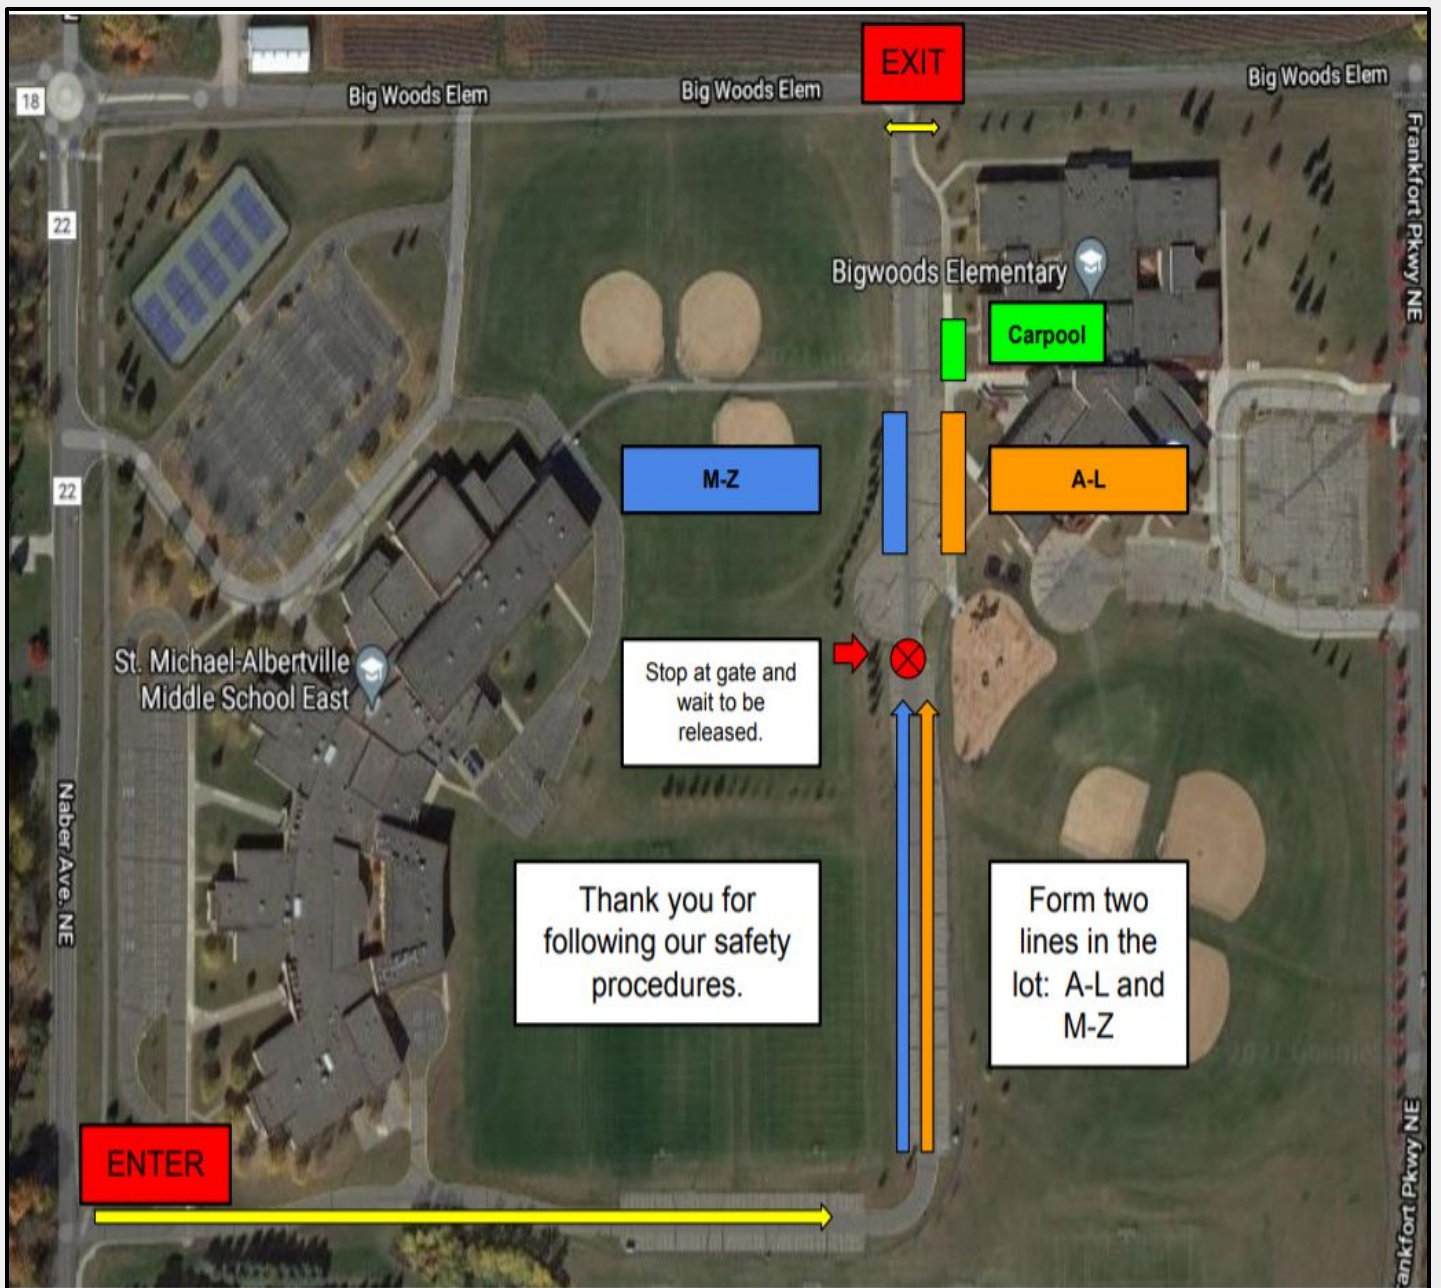 EXIT
Big Woods Elem
Big Woods Elem
Big Woods Elem
18
Frankfort Pkwy NE
22
Bigwoods Elementary
Carpool
M-Z
A-L
22
St. Michael-Albertville
Middle School East
Stop at gate and
wait to be
released.
Naber Ave. NE
Thank you for
following our safety
procedures.
Form two
lines in the
lot: A-L and
M-Z
ENTER
ankfort Pkwy NE